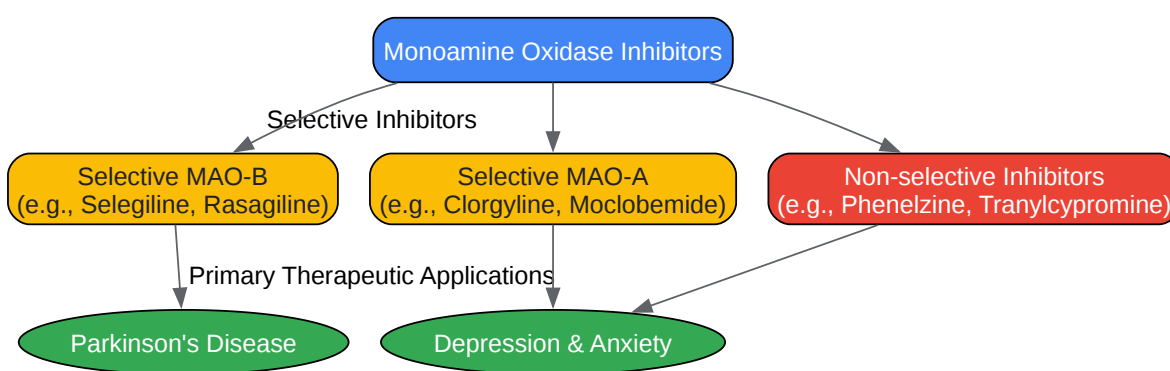 Monoamine Oxidase Inhibitors
Selective Inhibitors
Selective MAO-B
(e.g., Selegiline, Rasagiline)
Selective MAO-A
(e.g., Clorgyline, Moclobemide)
Non-selective Inhibitors
(e.g., Phenelzine, Tranylcypromine)
Primary Therapeutic Applications
Parkinson's Disease
Depression & Anxiety